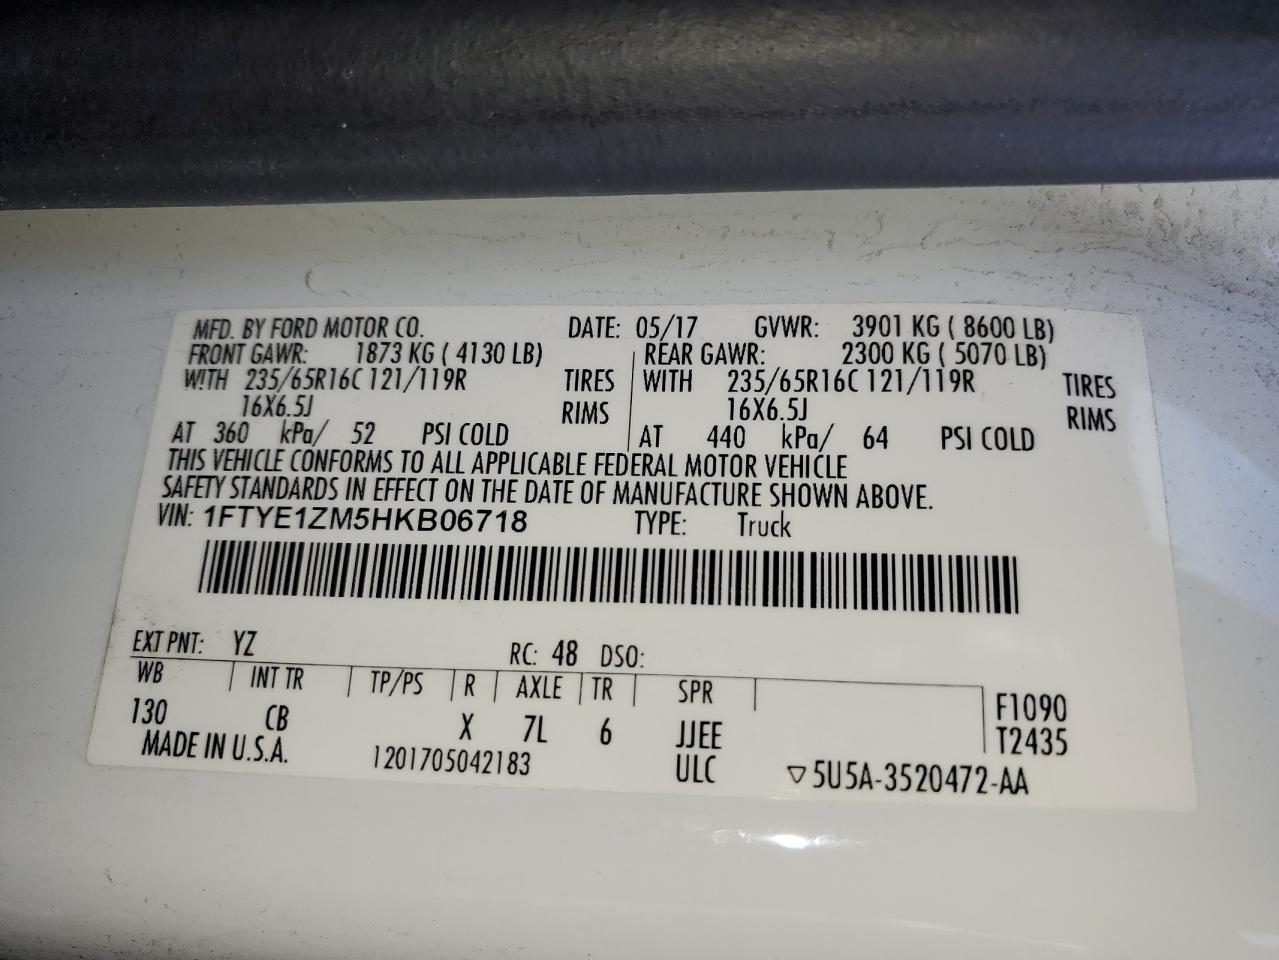 MFD. BY FORD MOTOR CO. DATE: 05/17 GVWR: 3901 KG ( 8600 LB)
FRONT GAWR: 1873 KG ( 4130 LB) REAR GAWR: 2300 KG ( 5070 LB)
WITH 235/65R16C 121/119R TIRES WITH 235/65R16C 121/119R TIRES
16X6.5J RIMS 16X6.5J RIMS
AT 360 kPa/ 52 PSI COLD AT 440 kPa/ 64 PSI COLD
THIS VEHICLE CONFORMS TO ALL APPLICABLE FEDERAL MOTOR VEHICLE
SAFETY STANDARDS IN EFFECT ON THE DATE OF MANUFACTURE SHOWN ABOVE.
VIN: 1FTYE1ZM5HKB06718 TYPE: Truck
EXT PNT: YZ RC: 48 DSO:
WB INT TR TP/PS R AXLE TR SPR F1090
130 CB X 7L 6 JJEE T2435
MADE IN U.S.A. 1201705042183 ULC ▽5U5A-3520472-AA